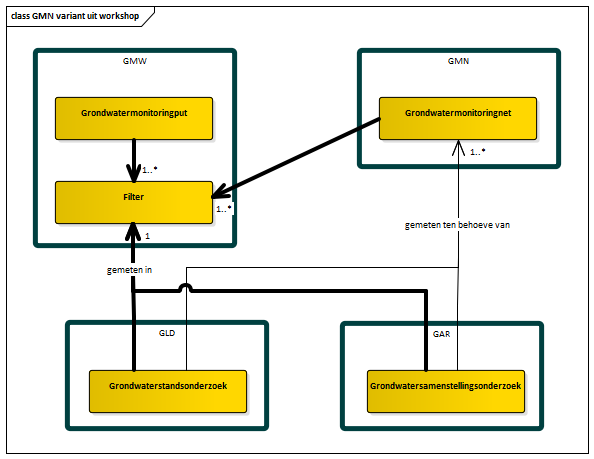 class GMN variant uit workshop
GMW
GMN
Grondwatermonitoringput
Grondwatermonitoringnet
1..*
1..*
Filter
1..*
1
gemeten ten behoeve van
gemeten in
GLD
GAR
Grondwaterstandsonderzoek
Grondwatersamenstellingsonderzoek